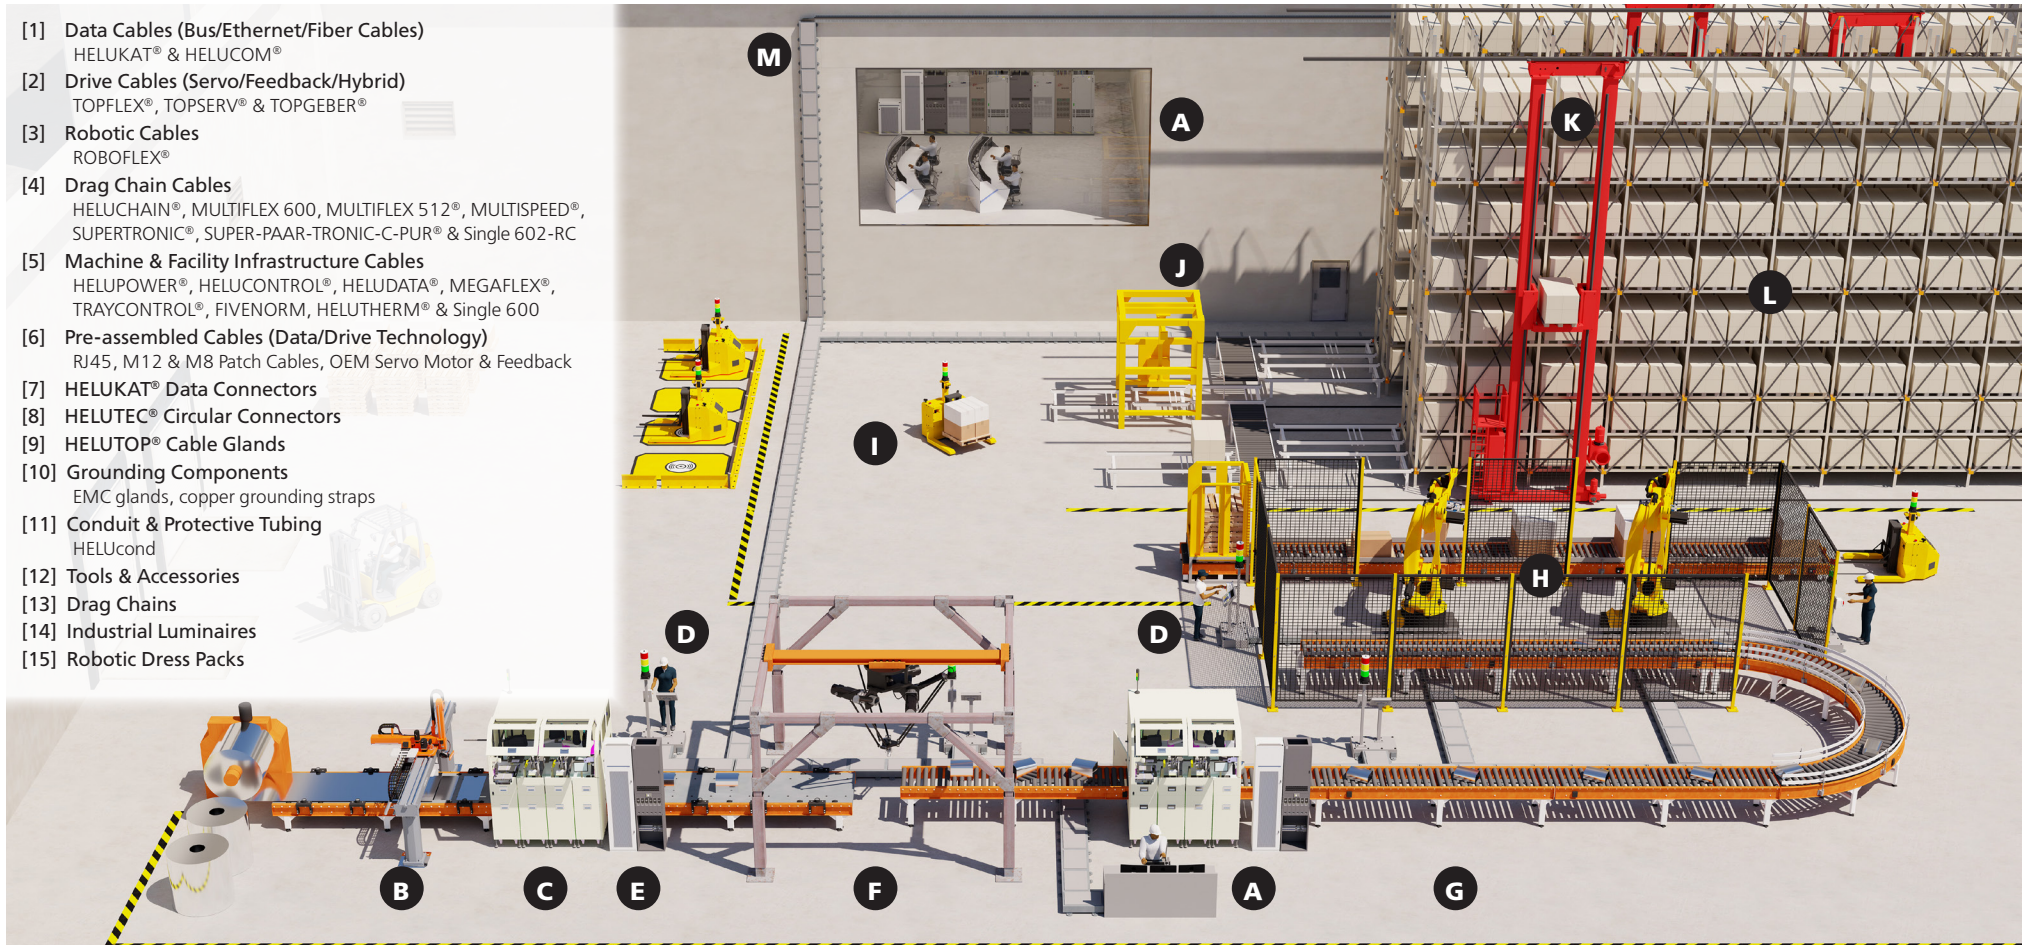 [1] Data Cables (Bus/Ethernet/Fiber Cables)
HELUKAT® & HELUCOM®
[2] Drive Cables (Servo/Feedback/Hybrid)
TOPFLEX®, TOPSERV® & TOPGEBER®
[3] Robotic Cables
ROBOFLEX®
[4] Drag Chain Cables
HELUCHAIN®, MULTIFLEX 600, MULTIFLEX 512®, MULTISPEED®,
SUPERTRONIC®, SUPER-PAAR-TRONIC-C-PUR® & Single 602-RC
[5] Machine & Facility Infrastructure Cables
HELUPOWER®, HELUCONTROL®, HELUDATA®, MEGAFLEX®,
TRAYCONTROL®, FIVENORM, HELUTHERM® & Single 600
[6] Pre-assembled Cables (Data/Drive Technology)
RJ45, M12 & M8 Patch Cables, OEM Servo Motor & Feedback
[7] HELUKAT® Data Connectors
[8] HELUTEC® Circular Connectors
[9] HELUTOP® Cable Glands
[10] Grounding Components
EMC glands, copper grounding straps
[11] Conduit & Protective Tubing
HELUcond
[12] Tools & Accessories
[13] Drag Chains
[14] Industrial Luminaires
[15] Robotic Dress Packs
M
A
K
J
L
I
H
D
D
B
C
E
F
A
G